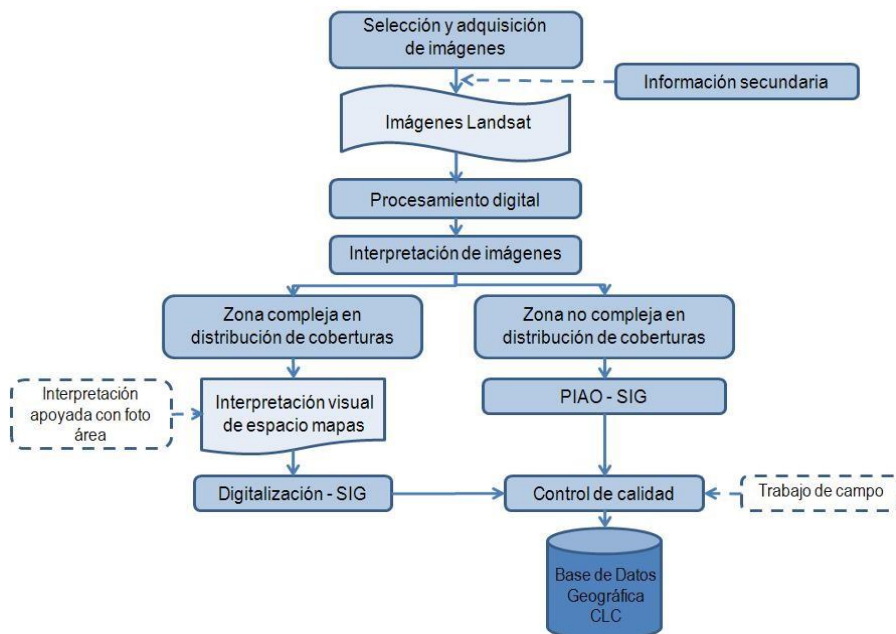 Selección y adquisición
de imágenes
Información secundaria
Imágenes Landsat
Procesamiento digital
Interpretación de imágenes
Zona compleja en
distribución de coberturas
Zona no compleja en
distribución de coberturas
Interpretación
apoyada con foto
área
Interpretación visual
de espacio mapas
PIAO - SIG
Digitalización - SIG
Control de calidad
Trabajo de campo
Base de Datos
Geográfica
CLC